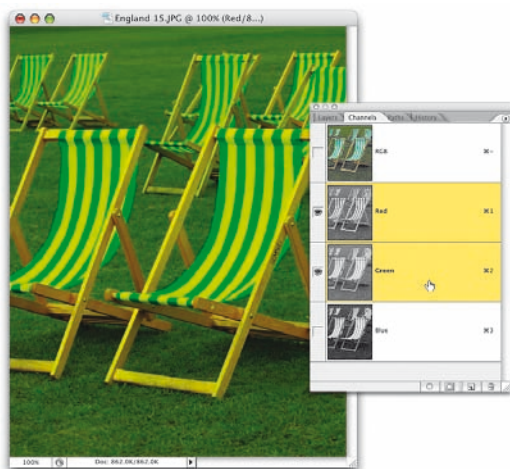 England 15.JPG @ 100% (Red/8...)
Layers Channels Paths History
RGB ⌘~
Red ⌘1
Green ⌘2
Blue ⌘3
100% Doc: 862.0K/862.0K